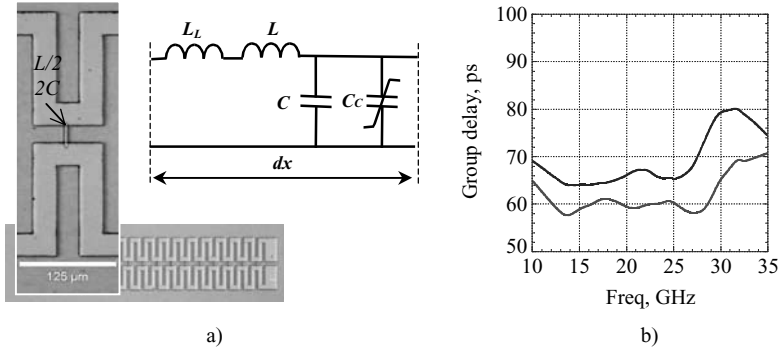 L/2
2C
125 µm
L_L
L
C
C_C
dx
a)
100
90
80
70
60
50
Group delay, ps
10
15
20
25
30
35
Freq, GHz
b)